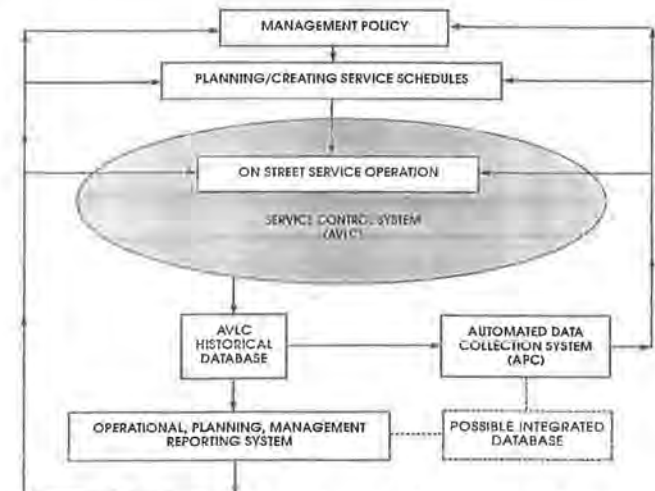 MANAGEMENT POLICY
PLANNING/CREATING SERVICE SCHEDULES
ON STREET SERVICE OPERATION
SERVICE CONTROL SYSTEM
(AVLC)
AVLC
HISTORICAL
DATABASE
AUTOMATED DATA
COLLECTION SYSTEM
(APC)
OPERATIONAL, PLANNING, MANAGEMENT
REPORTING SYSTEM
POSSIBLE INTEGRATED
DATABASE